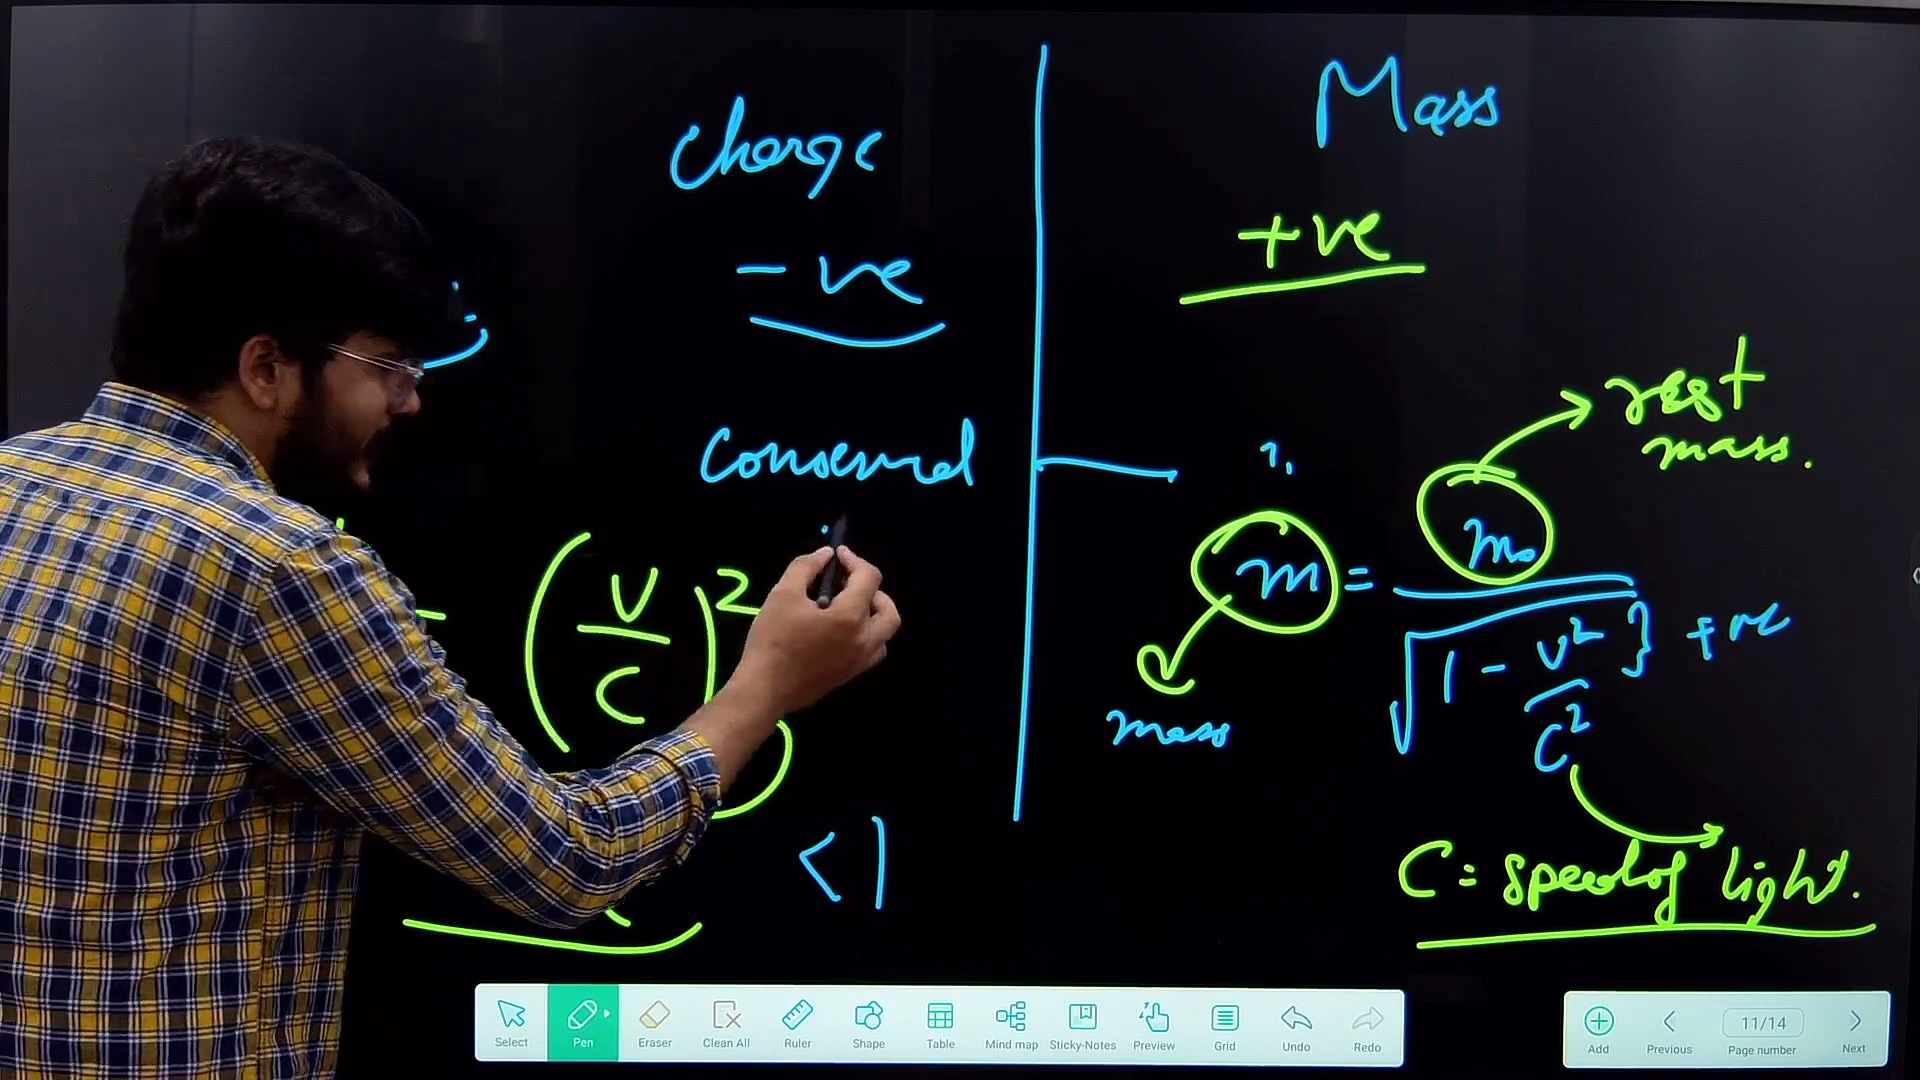 Charge
- ve
Conserved
( V / C ) 2
< 1
Mass
+ve
rest
mass.
m = m₀ / √ 1 - v² / C² } + ve
mass
C = speed of light.
Select
Pen
Eraser
Clean All
Ruler
Shape
Table
Mind map
Sticky-Notes
Preview
Grid
Undo
Redo
Add
Previous
11/14
Page number
Next